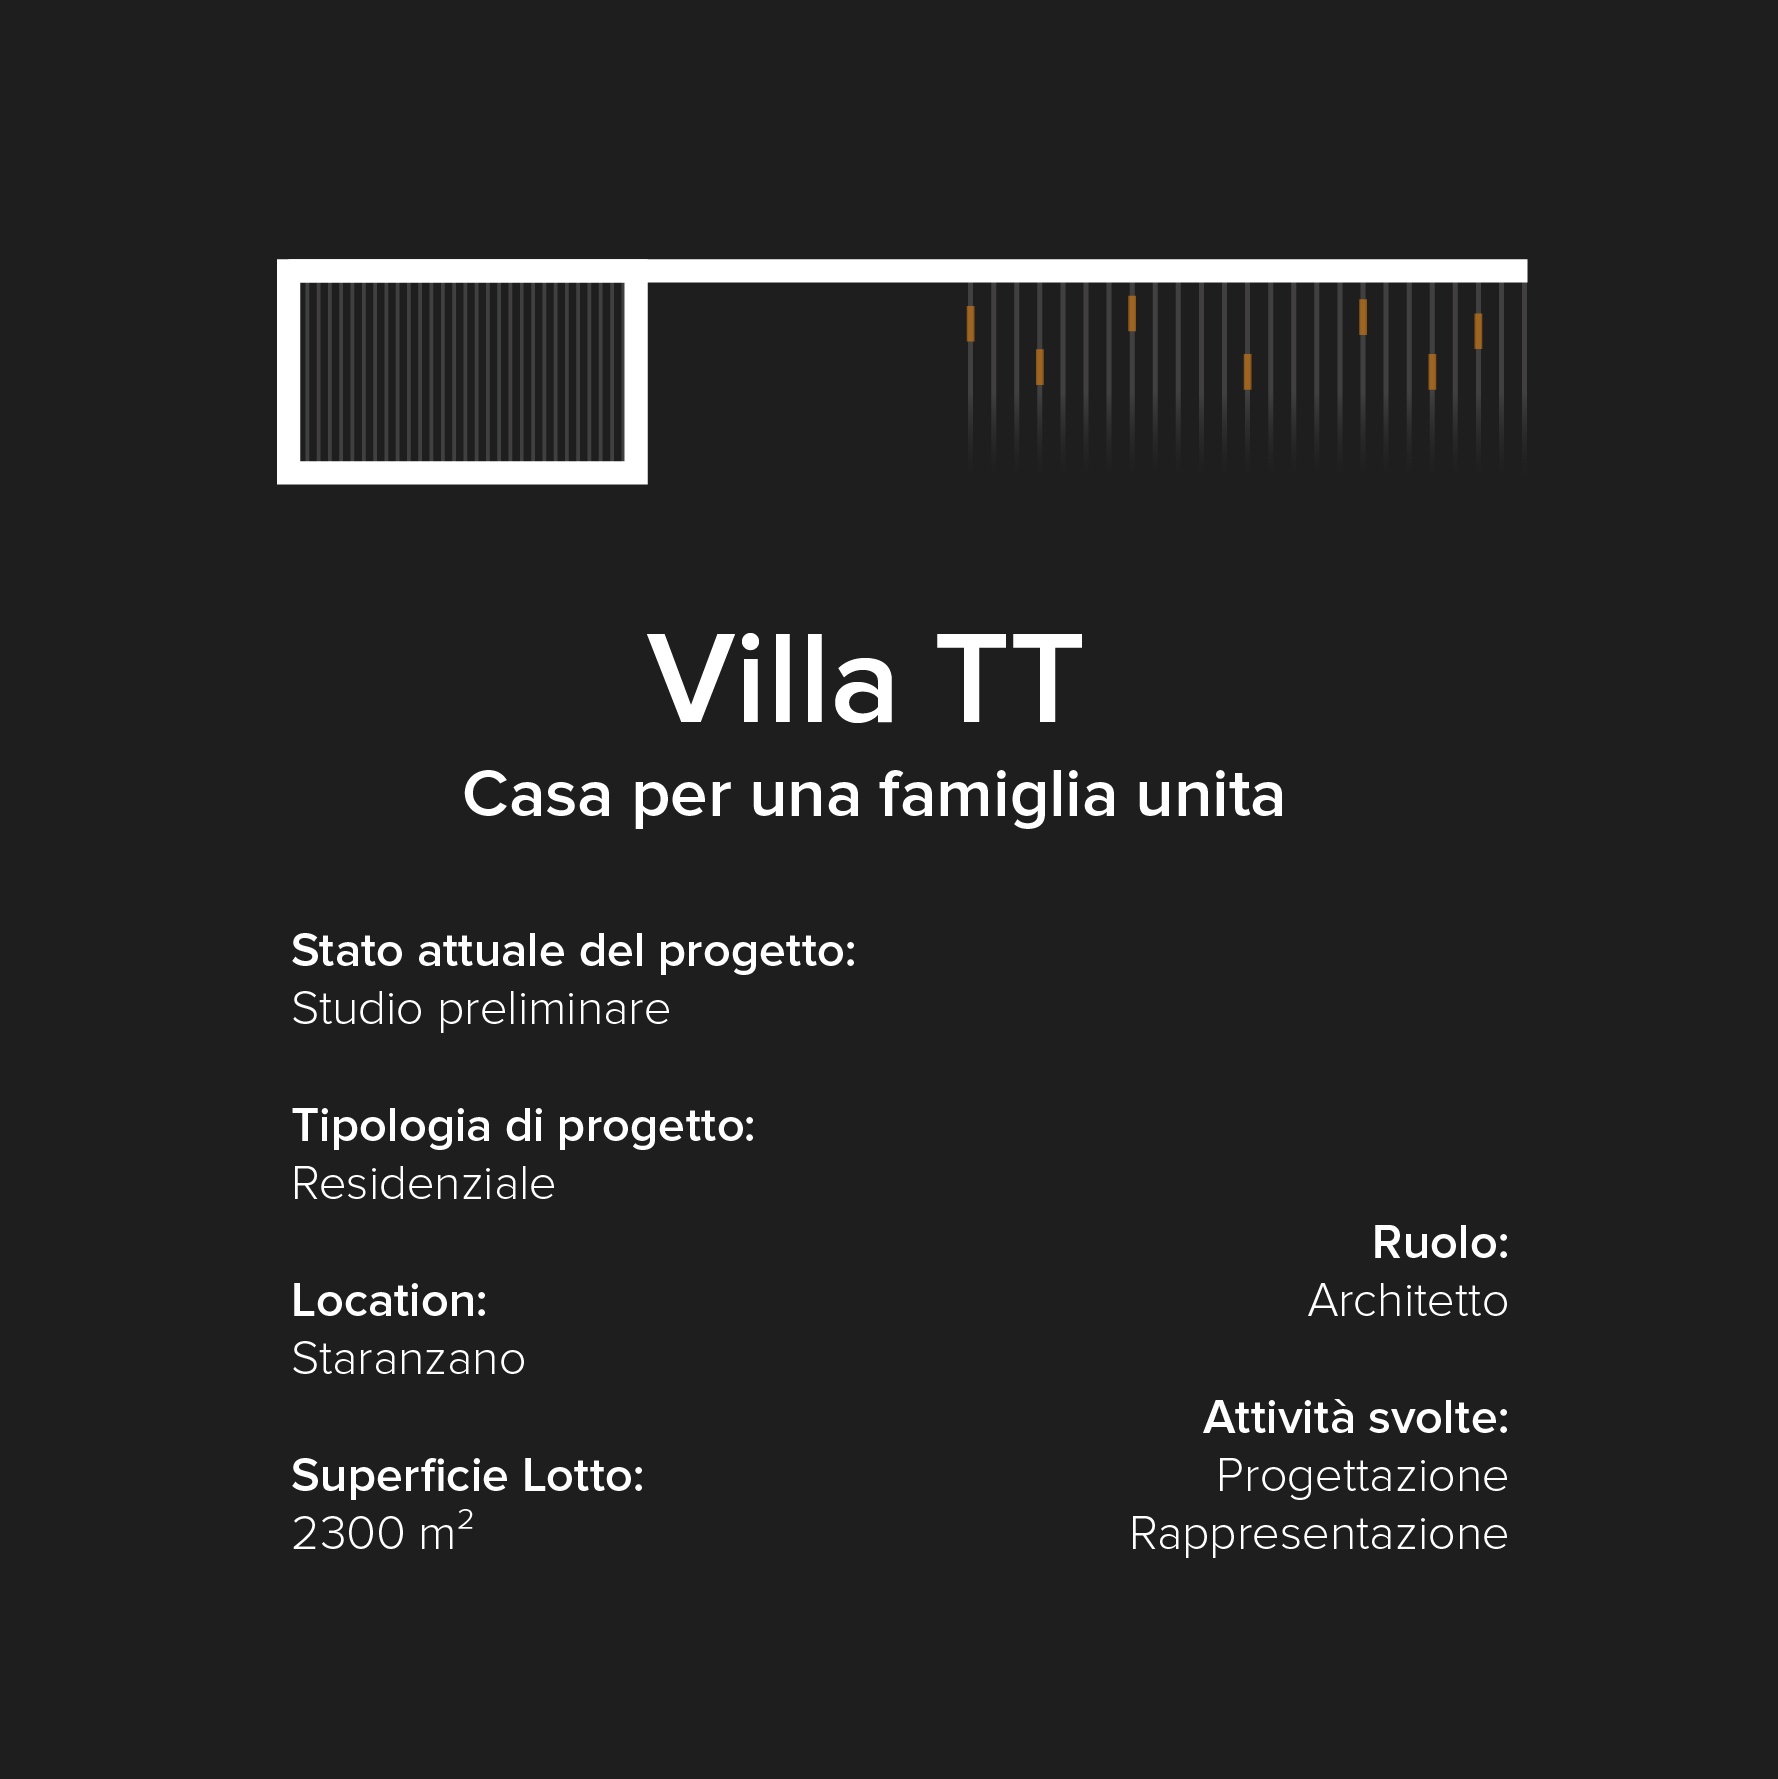 Villa TT
Casa per una famiglia unita
Stato attuale del progetto:
Studio preliminare
Tipologia di progetto:
Residenziale
Location:
Staranzano
Superficie Lotto:
2300 m²
Ruolo:
Architetto
Attività svolte:
Progettazione
Rappresentazione